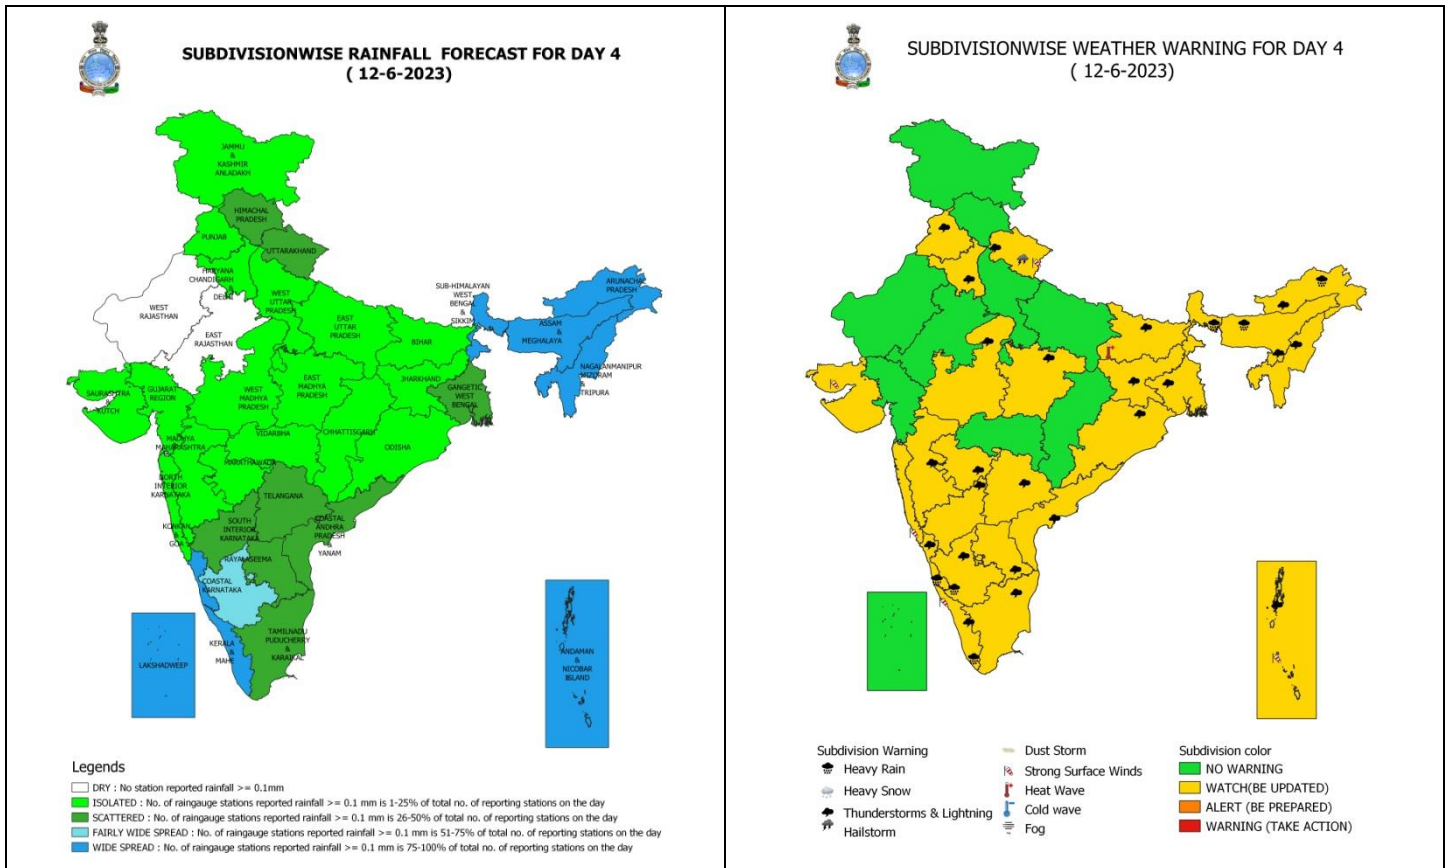 SUBDIVISIONWISE RAINFALL FORECAST FOR DAY 4
( 12-6-2023)
JAMMU
&
KASHMIR
ANLADAKH
HIMACHAL
PRADESH
PUNJAB
UTTARAKHAND
HARYANA
CHANDIGARH
&
DELHI
WEST
RAJASTHAN
WEST
UTTAR
PRADESH
EAST
RAJASTHAN
EAST
UTTAR
PRADESH
SUB-HIMALAYAN
WEST
BENGAL
&
SIKKIM
ARUNACHAL
PRADESH
ASSAM
&
MEGHALAYA
BIHAR
NAGALANMANIPUR
MIZORAM
&
TRIPURA
JHARKHAND
GANGETIC
WEST
BENGAL
SAURASHTRA
&
KUTCH
GUJARAT
REGION
WEST
MADHYA
PRADESH
EAST
MADHYA
PRADESH
VIDARBHA
CHHATTISGARH
ODISHA
MADHYA
MAHARASHTRA
MARATHAWADA
NORTH
INTERIOR
KARNATAKA
TELANGANA
KONKAN
&
GOA
SOUTH
INTERIOR
KARNATAKA
COASTAL
ANDHRA
PRADESH
&
YANAM
RAYALASEEMA
COASTAL
KARNATAKA
TAMILNADU
PUDUCHERRY
&
KARAIKAL
KERALA
&
MAHE
LAKSHADWEEP
ANDAMAN
&
NICOBAR
ISLAND
Legends
DRY : No station reported rainfall >= 0.1mm
ISOLATED : No. of raingauge stations reported rainfall >= 0.1 mm is 1-25% of total no. of reporting stations on the day
SCATTERED : No. of raingauge stations reported rainfall >= 0.1 mm is 26-50% of total no. of reporting stations on the day
FAIRLY WIDE SPREAD : No. of raingauge stations reported rainfall >= 0.1 mm is 51-75% of total no. of reporting stations on the day
WIDE SPREAD : No. of raingauge stations reported rainfall >= 0.1 mm is 75-100% of total no. of reporting stations on the day
SUBDIVISIONWISE WEATHER WARNING FOR DAY 4
( 12-6-2023)
Subdivision Warning
Heavy Rain
Heavy Snow
Thunderstorms & Lightning
Hailstorm
Dust Storm
Strong Surface Winds
Heat Wave
Cold wave
Fog
Subdivision color
NO WARNING
WATCH(BE UPDATED)
ALERT (BE PREPARED)
WARNING (TAKE ACTION)